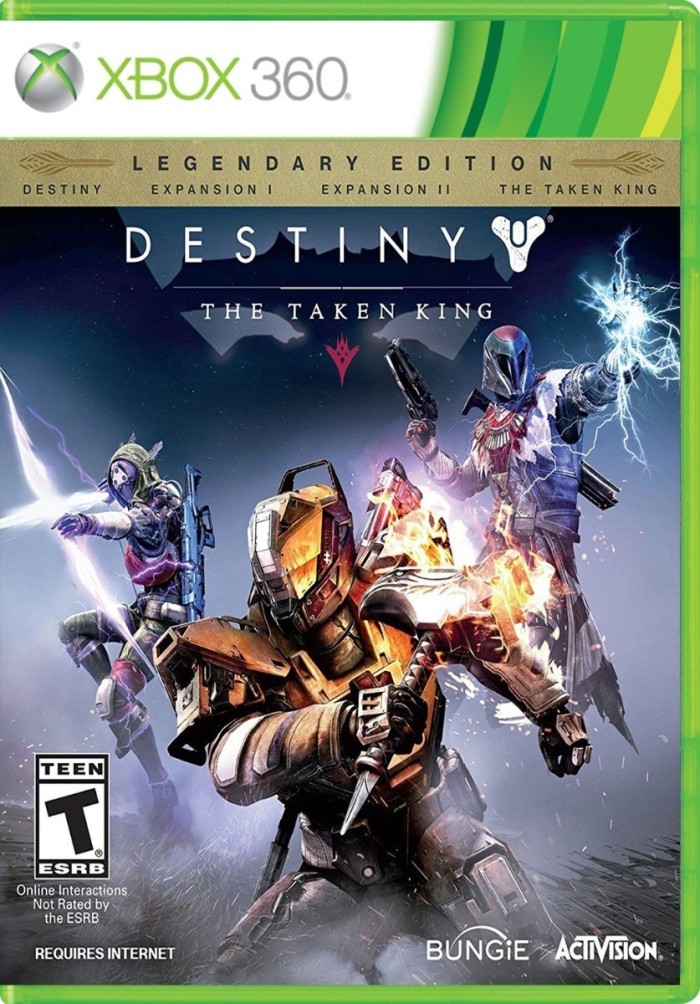 XBOX 360
LEGENDARY EDITION
DESTINY EXPANSION I EXPANSION II THE TAKEN KING
DESTINY
THE TAKEN KING
TEEN
T
ESRB
Online Interactions
Not Rated by
the ESRB
REQUIRES INTERNET
BUNGiE ACTIVISION